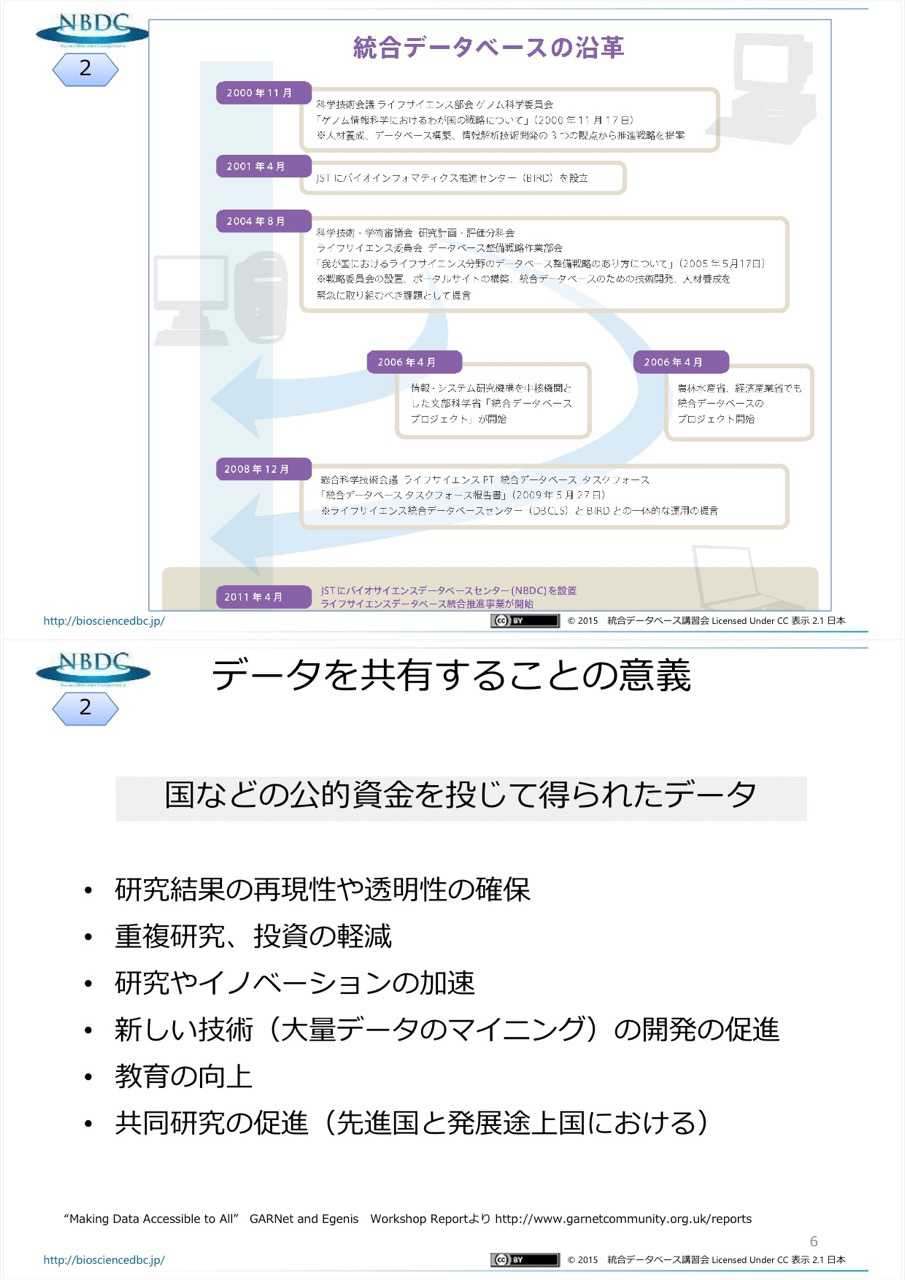 NBDC
2
統合データベースの沿革
2000 年 11 月
科学技術会議 ライフサイエンス部会 ゲノム科学委員会
「ゲノム情報科学におけるわが国の戦略について」（2000 年 11 月 17 日）
※人材養成、データベース構築、情報解析技術開発の 3 つの観点から推進戦略を提案
2001 年 4 月
JST にバイオインフォマティクス推進センター（BIRD）を設立
2004 年 8 月
科学技術・学術審議会 研究計画・評価分科会
ライフサイエンス委員会 データベース整備戦略作業部会
「我が国におけるライフサイエンス分野のデータベース整備戦略のあり方について」（2005 年 5 月17日）
※戦略委員会の設置、ポータルサイトの構築、統合データベースのための技術開発、人材養成を
緊急に取り組むべき課題として提言
2006 年 4 月
情報・システム研究機構を中核機関と
した文部科学省「統合データベース
プロジェクト」が開始
2006 年 4 月
農林水産省、経済産業省でも
統合データベースの
プロジェクト開始
2008 年 12 月
総合科学技術会議 ライフサイエンス PT 統合データベース タスクフォース
「統合データベース タスクフォース報告書」（2009 年 5 月 27 日）
※ライフサイエンス統合データベースセンター（DBCLS）と BIRD との一体的な運用の提言
2011 年 4 月
JST にバイオサイエンスデータベースセンター (NBDC) を設置
ライフサイエンスデータベース統合推進事業が開始
http://biosciencedbc.jp/
cc BY
© 2015 統合データベース講習会 Licensed Under CC 表示 2.1 日本
NBDC
2
データを共有することの意義
国などの公的資金を投じて得られたデータ
• 研究結果の再現性や透明性の確保
• 重複研究、投資の軽減
• 研究やイノベーションの加速
• 新しい技術（大量データのマイニング）の開発の促進
• 教育の向上
• 共同研究の促進（先進国と発展途上国における）
“Making Data Accessible to All” GARNet and Egenis Workshop Reportより http://www.garnetcommunity.org.uk/reports
6
http://biosciencedbc.jp/
cc BY
© 2015 統合データベース講習会 Licensed Under CC 表示 2.1 日本